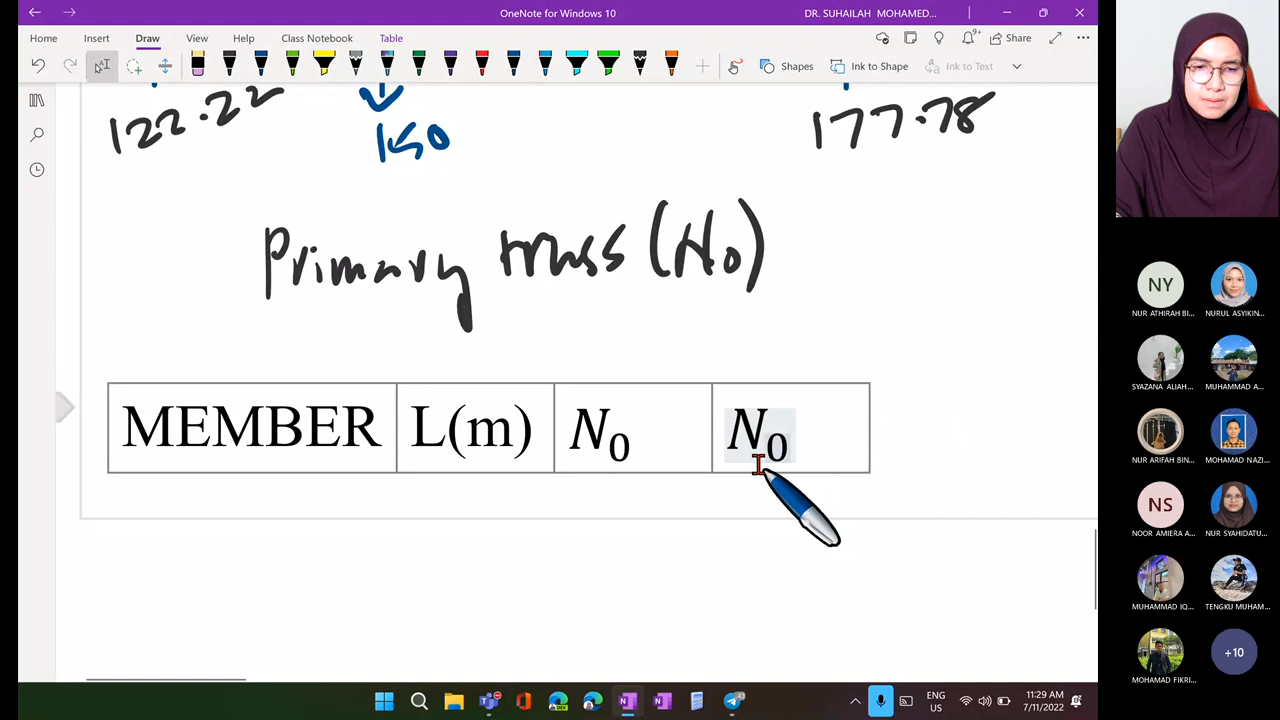 OneNote for Windows 10
DR. SUHAILAH MOHAMED...
Home Insert Draw View Help Class Notebook Table
9+ Share
Shapes Ink to Shape Ink to Text
122.22
150
177.78
Primary truss (N0)
MEMBER L(m) N0 N0
NY
NUR ATHIRAH BI...
NURUL ASYIKIN...
SYAZANA ALIAH...
MUHAMMAD A...
NUR ARIFAH BIN...
MOHAMAD NAZI...
NS
NOOR AMIERA A...
NUR SYAHIDATU...
MUHAMMAD IQ...
TENGKU MUHAM...
MOHAMAD FIKRI...
+10
ENG
US
11:29 AM
7/11/2022